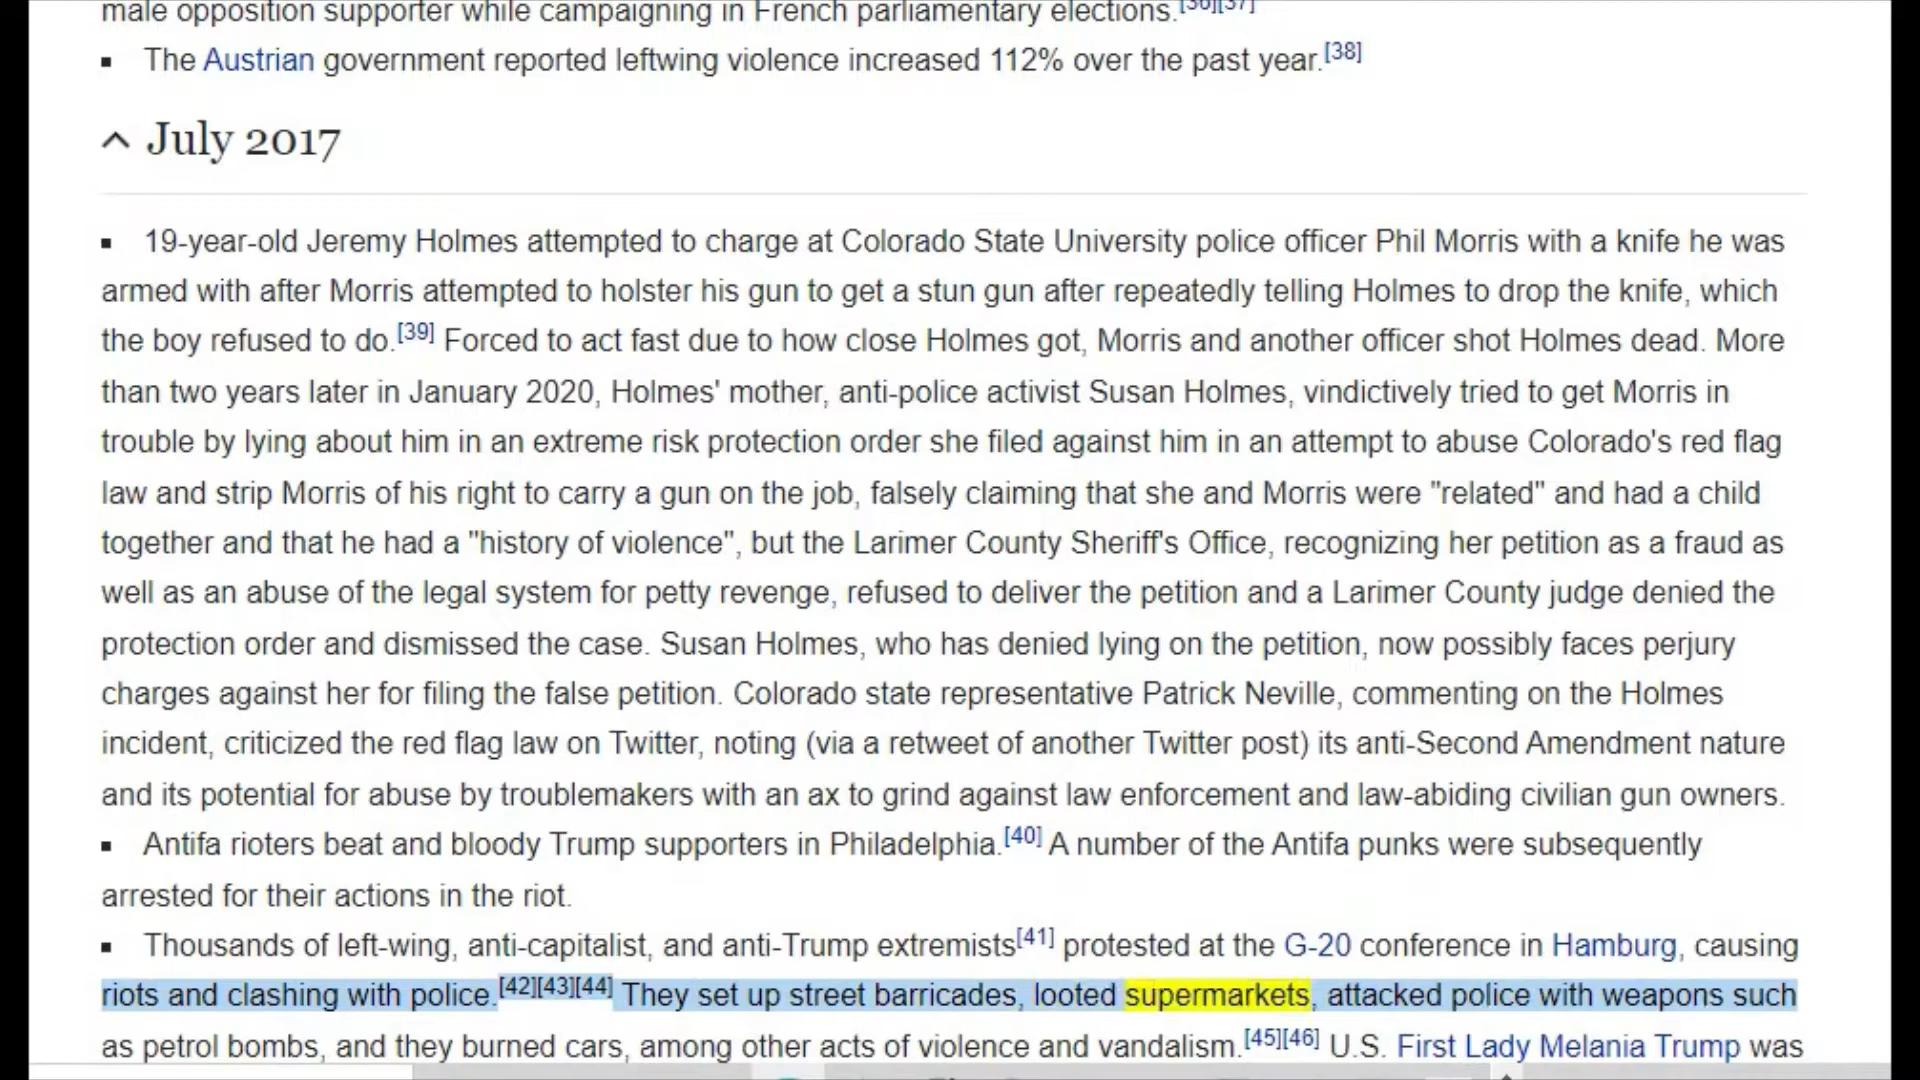 male opposition supporter while campaigning in French parliamentary elections.[36][37]
▪ The Austrian government reported leftwing violence increased 112% over the past year.[38]
July 2017
▪ 19-year-old Jeremy Holmes attempted to charge at Colorado State University police officer Phil Morris with a knife he was
armed with after Morris attempted to holster his gun to get a stun gun after repeatedly telling Holmes to drop the knife, which
the boy refused to do.[39] Forced to act fast due to how close Holmes got, Morris and another officer shot Holmes dead. More
than two years later in January 2020, Holmes' mother, anti-police activist Susan Holmes, vindictively tried to get Morris in
trouble by lying about him in an extreme risk protection order she filed against him in an attempt to abuse Colorado's red flag
law and strip Morris of his right to carry a gun on the job, falsely claiming that she and Morris were "related" and had a child
together and that he had a "history of violence", but the Larimer County Sheriff's Office, recognizing her petition as a fraud as
well as an abuse of the legal system for petty revenge, refused to deliver the petition and a Larimer County judge denied the
protection order and dismissed the case. Susan Holmes, who has denied lying on the petition, now possibly faces perjury
charges against her for filing the false petition. Colorado state representative Patrick Neville, commenting on the Holmes
incident, criticized the red flag law on Twitter, noting (via a retweet of another Twitter post) its anti-Second Amendment nature
and its potential for abuse by troublemakers with an ax to grind against law enforcement and law-abiding civilian gun owners.
▪ Antifa rioters beat and bloody Trump supporters in Philadelphia.[40] A number of the Antifa punks were subsequently
arrested for their actions in the riot.
▪ Thousands of left-wing, anti-capitalist, and anti-Trump extremists[41] protested at the G-20 conference in Hamburg, causing
riots and clashing with police.[42][43][44] They set up street barricades, looted supermarkets, attacked police with weapons such
as petrol bombs, and they burned cars, among other acts of violence and vandalism.[45][46] U.S. First Lady Melania Trump was